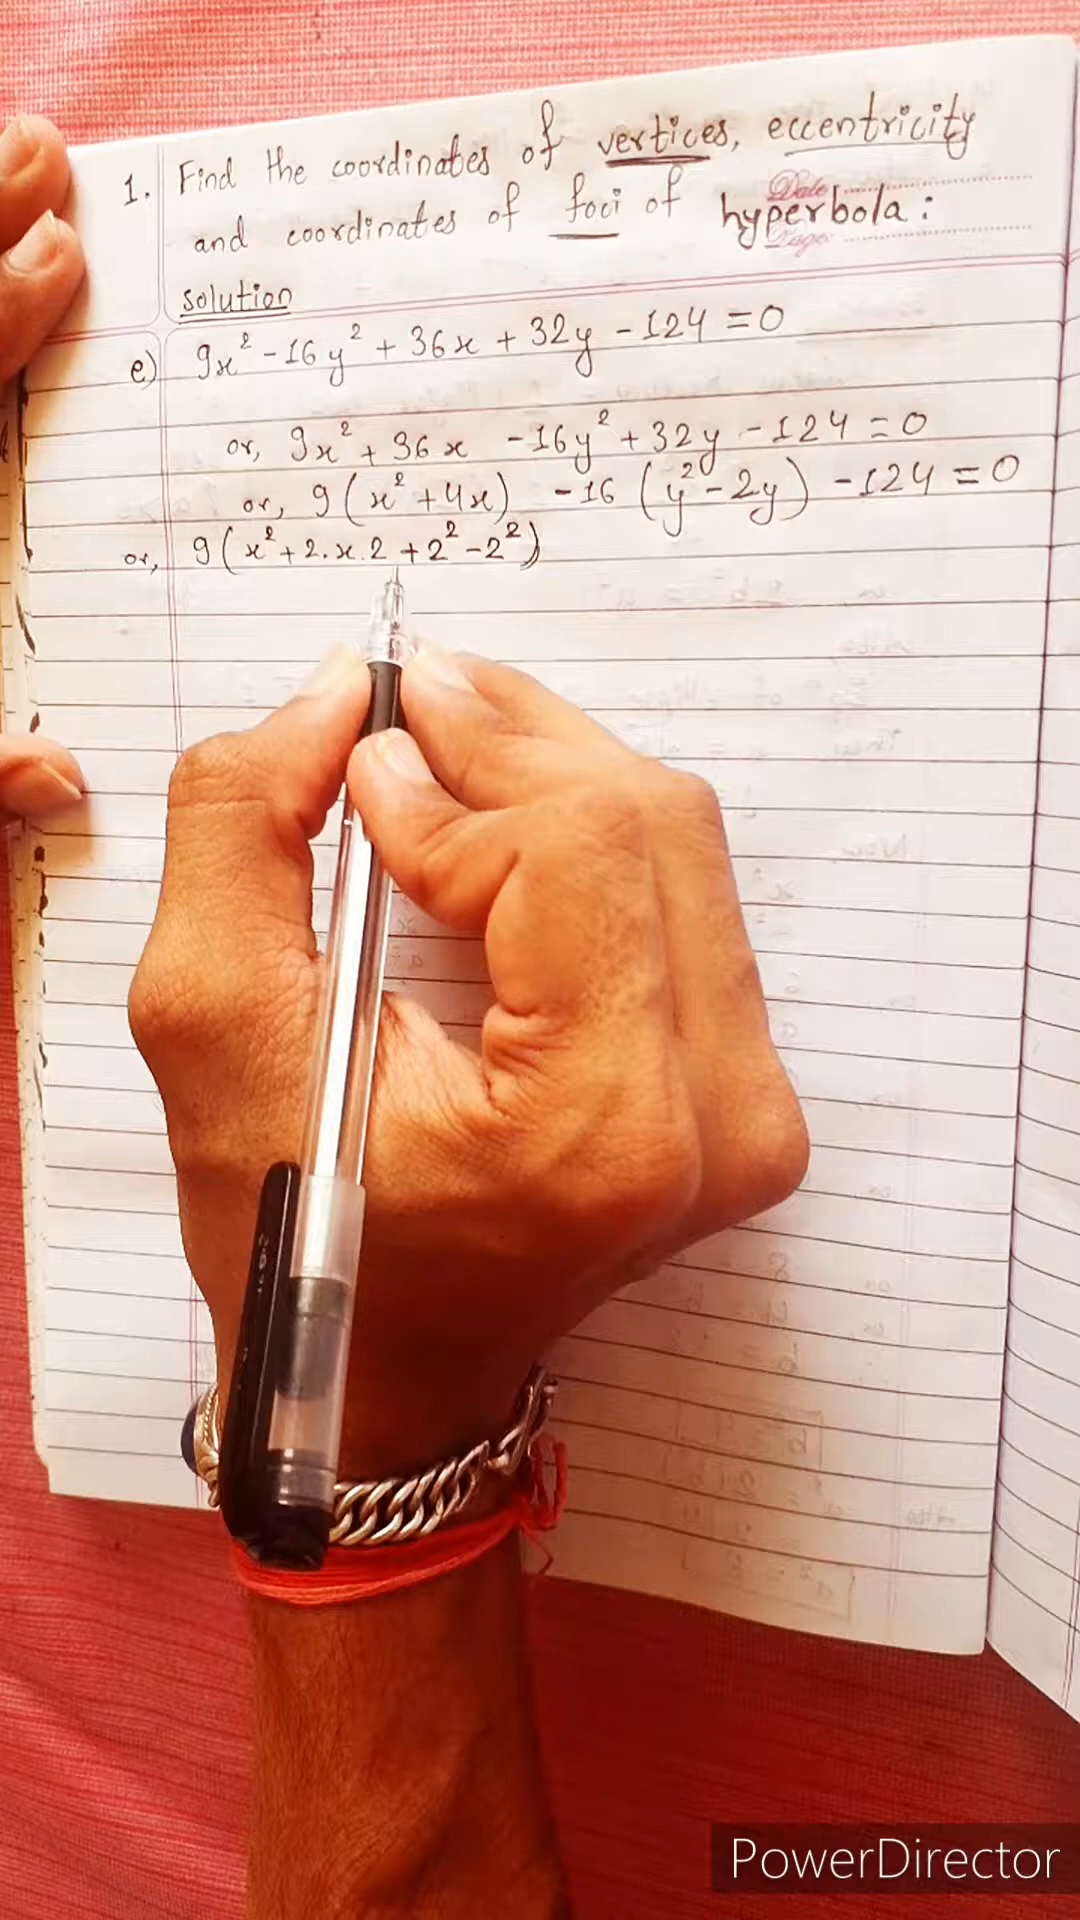 1. Find the coordinates of vertices, eccentricity
Date
and coordinates of foci of hyperbola:
Page
solution
e) 9x² - 16y² + 36x + 32y - 124 = 0
or, 9x² + 36x - 16y² + 32y - 124 = 0
or, 9(x² + 4x) - 16(y² - 2y) - 124 = 0
or, 9(x² + 2.x.2 + 2² - 2²)
PowerDirector